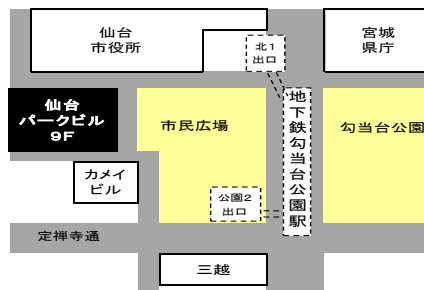 仙台
市役所
北1
出口
宮城
県庁
仙台
パークビル
9F
市民広場
地下鉄勾当台公園駅
勾当台公園
カメイ
ビル
公園2
出口
定禅寺通
三越